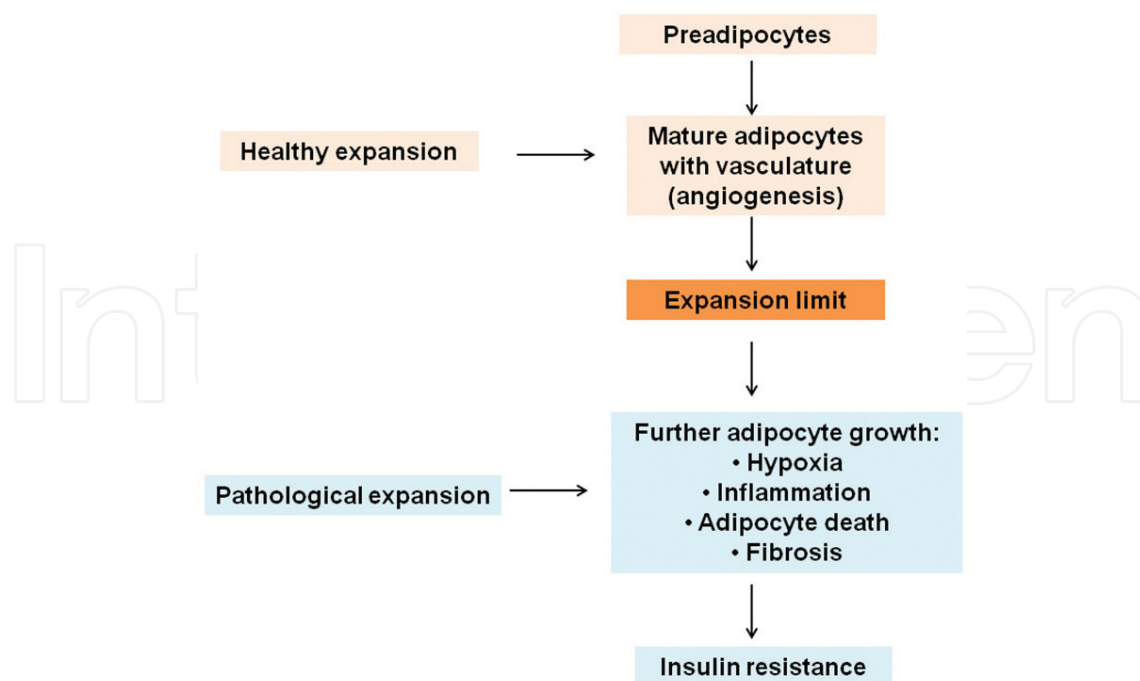 Preadipocytes
Healthy expansion
Mature adipocytes
with vasculature
(angiogenesis)
Expansion limit
Further adipocyte growth:
• Hypoxia
• Inflammation
• Adipocyte death
• Fibrosis
Pathological expansion
Insulin resistance